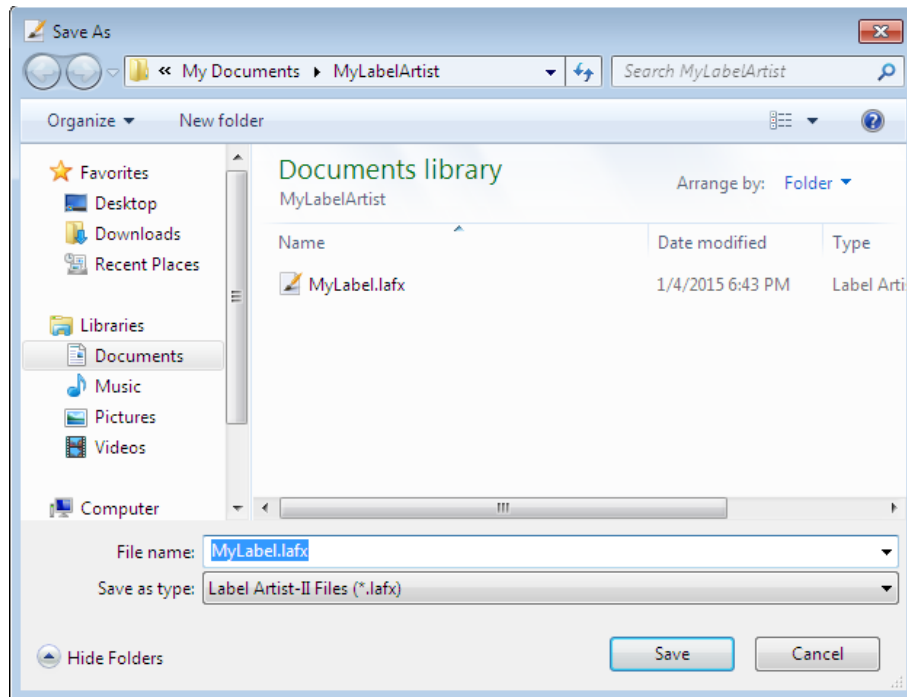 Save As
« My Documents ▸ MyLabelArtist
Search MyLabelArtist
Organize ▾ New folder
Favorites
Desktop
Downloads
Recent Places
Libraries
Documents
Music
Pictures
Videos
Computer
Documents library
MyLabelArtist
Arrange by: Folder ▾
Name Date modified Type
MyLabel.lafx 1/4/2015 6:43 PM Label Arti
File name: MyLabel.lafx
Save as type: Label Artist-II Files (*.lafx)
Hide Folders Save Cancel